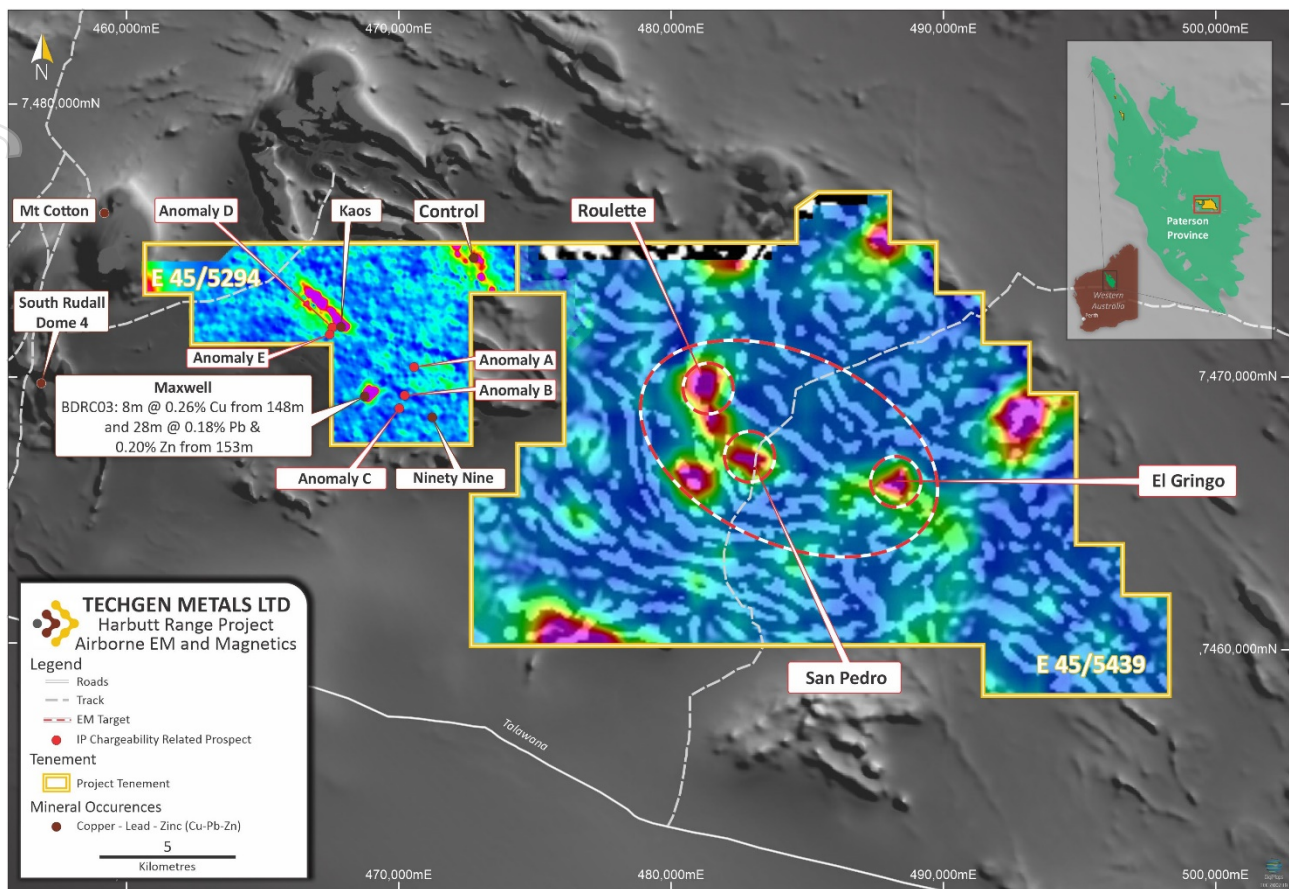 460,000mE
470,000mE
480,000mE
490,000mE
500,000mE
N
7,480,000mN
Mt Cotton
Anomaly D
Kaos
Control
Roulette
Paterson
Province
Western
Australia
Perth
E 45/5294
South Rudall
Dome 4
Anomaly E
Anomaly A
Anomaly B
7,470,000mN
Maxwell
BDRC03: 8m @ 0.26% Cu from 148m
and 28m @ 0.18% Pb &
0.20% Zn from 153m
Anomaly C
Ninety Nine
El Gringo
San Pedro
E 45/5439
7,460,000mN
TECHGEN METALS LTD
Harbutt Range Project
Airborne EM and Magnetics
Legend
Roads
Track
EM Target
IP Chargeability Related Prospect
Tenement
Project Tenement
Mineral Occurences
Copper - Lead - Zinc (Cu-Pb-Zn)
5
Kilometres
Talawana
470,000mE
480,000mE
490,000mE
500,000mE